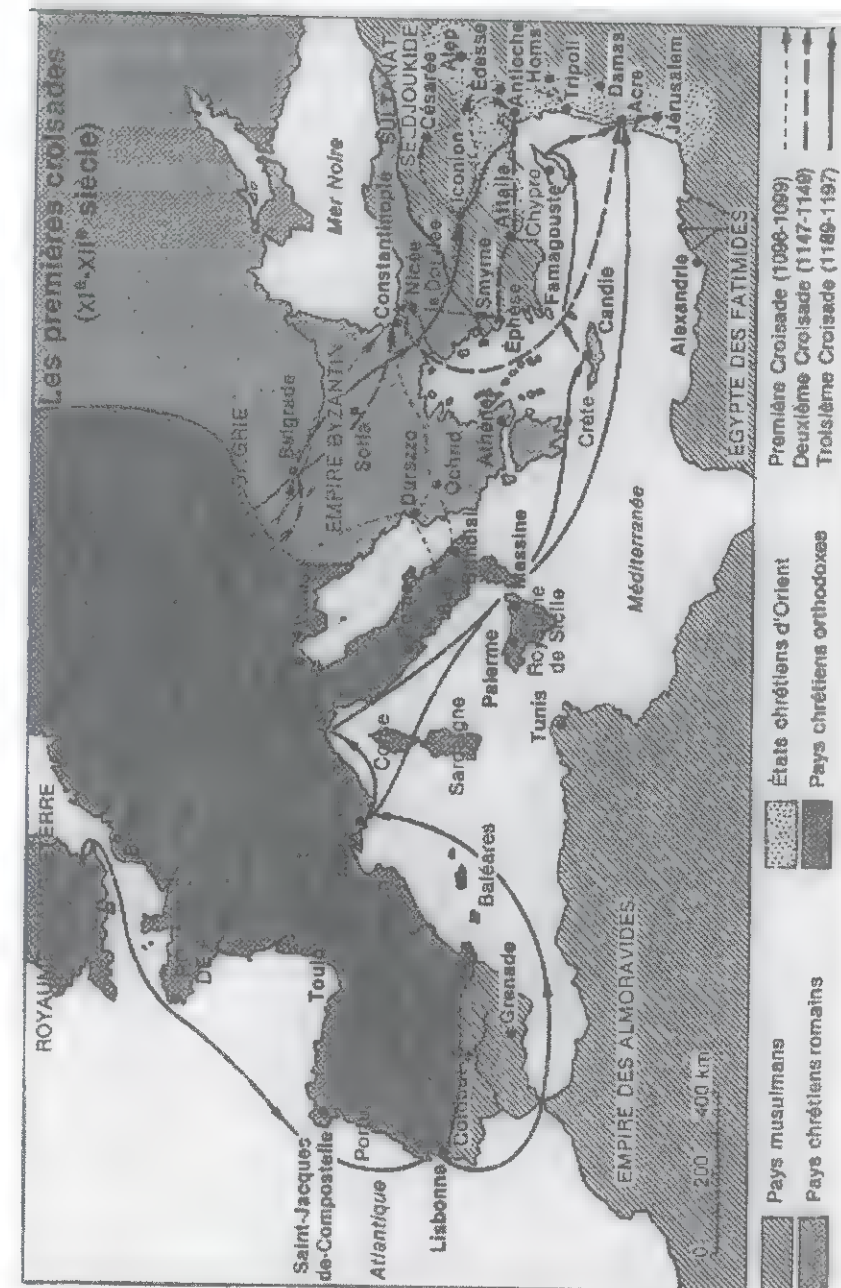 Les premières croisades
(XIe-XIIe siècle)
ROYAUME
Mer Noire
Saint-Jacques
de-Compostelle
Atlantique
Lisbonne
Grenade
Baléares
Sardaigne
Tunis
Palerme
Royaume
de Sicile
Messine
Durazzo
Ochrid
Belgrade
Sofia
EMPIRE BYZANTIN
Constantinople
Nicée
Smyrne
Éphèse
Athènes
Crète
Candie
Iconion
Attalie
SULTANAT
SELDJOUKIDE
Césarée
Alep
Edesse
Antioche
Homs
Chypre
Famagouste
Tripoli
Damas
Acre
Jérusalem
Alexandrie
Méditerranée
EMPIRE DES ALMORAVIDES
ÉGYPTE DES FATIMIDES
0 200 400 km
Pays musulmans
Pays chrétiens romains
États chrétiens d'Orient
Pays chrétiens orthodoxes
Première Croisade (1096-1099)
Deuxième Croisade (1147-1149)
Troisième Croisade (1189-1197)